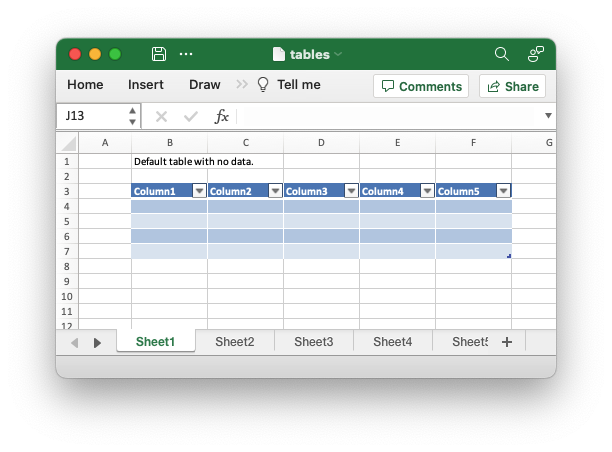 tables
Home Insert Draw Tell me Comments Share
J13 fx
A B C D E F G
1 Default table with no data.
2
3 Column1 Column2 Column3 Column4 Column5
4
5
6
7
8
9
10
11
12
Sheet1 Sheet2 Sheet3 Sheet4 Sheet5